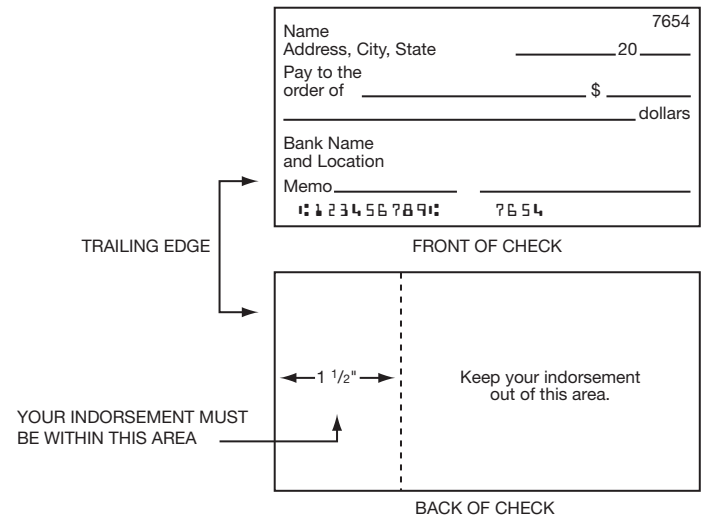 7654
Name
Address, City, State 20
Pay to the
order of $
dollars
Bank Name
and Location
Memo
⑆123456789⑆ 7654
TRAILING EDGE
FRONT OF CHECK
1 1/2"
Keep your indorsement
out of this area.
YOUR INDORSEMENT MUST
BE WITHIN THIS AREA
BACK OF CHECK